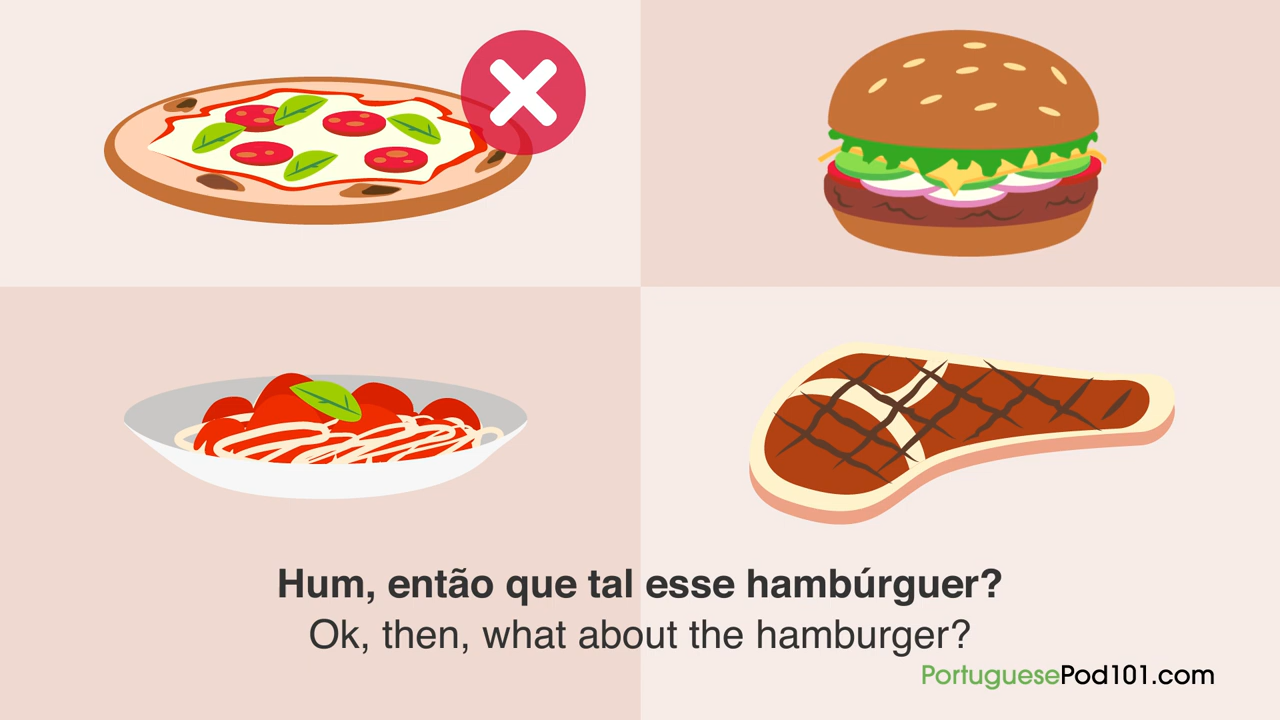 Hum, então que tal esse hambúrguer?
Ok, then, what about the hamburger?
PortuguesePod101.com